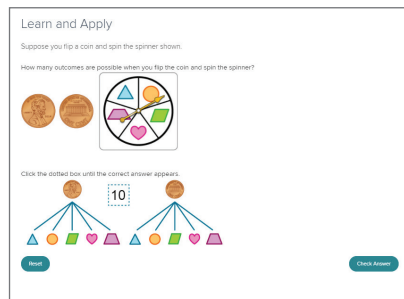 Learn and Apply
Suppose you flip a coin and spin the spinner shown.
How many outcomes are possible when you flip the coin and spin the spinner?
Click the dotted box until the correct answer appears.
10
Reset
Check Answer